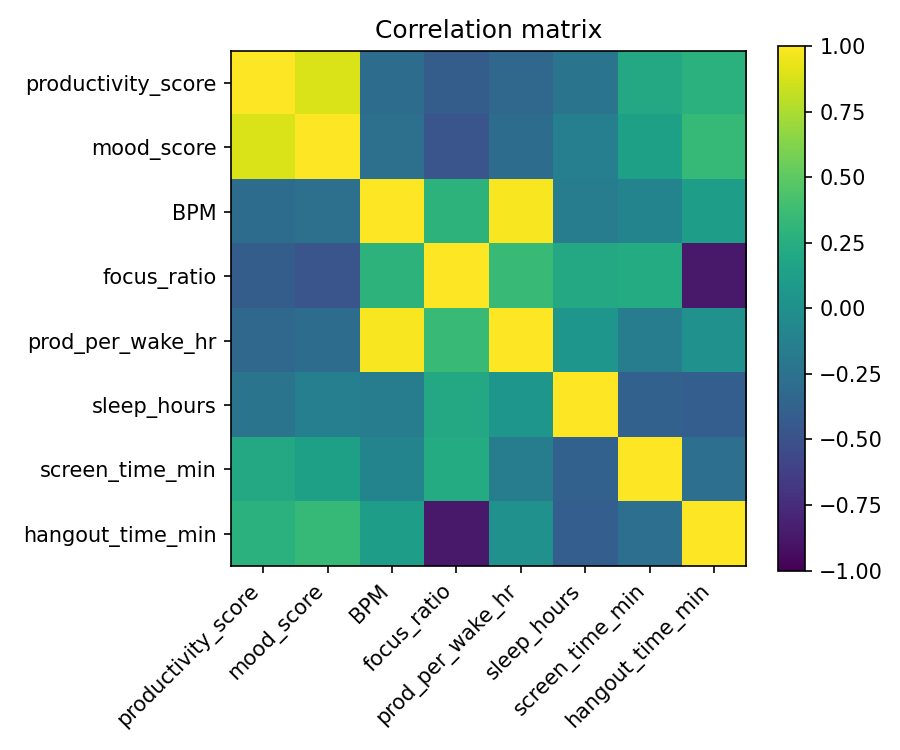 Correlation matrix
productivity_score
mood_score
BPM
focus_ratio
prod_per_wake_hr
sleep_hours
screen_time_min
hangout_time_min
productivity_score
mood_score
BPM
focus_ratio
prod_per_wake_hr
sleep_hours
screen_time_min
hangout_time_min
1.00
0.75
0.50
0.25
0.00
−0.25
−0.50
−0.75
−1.00